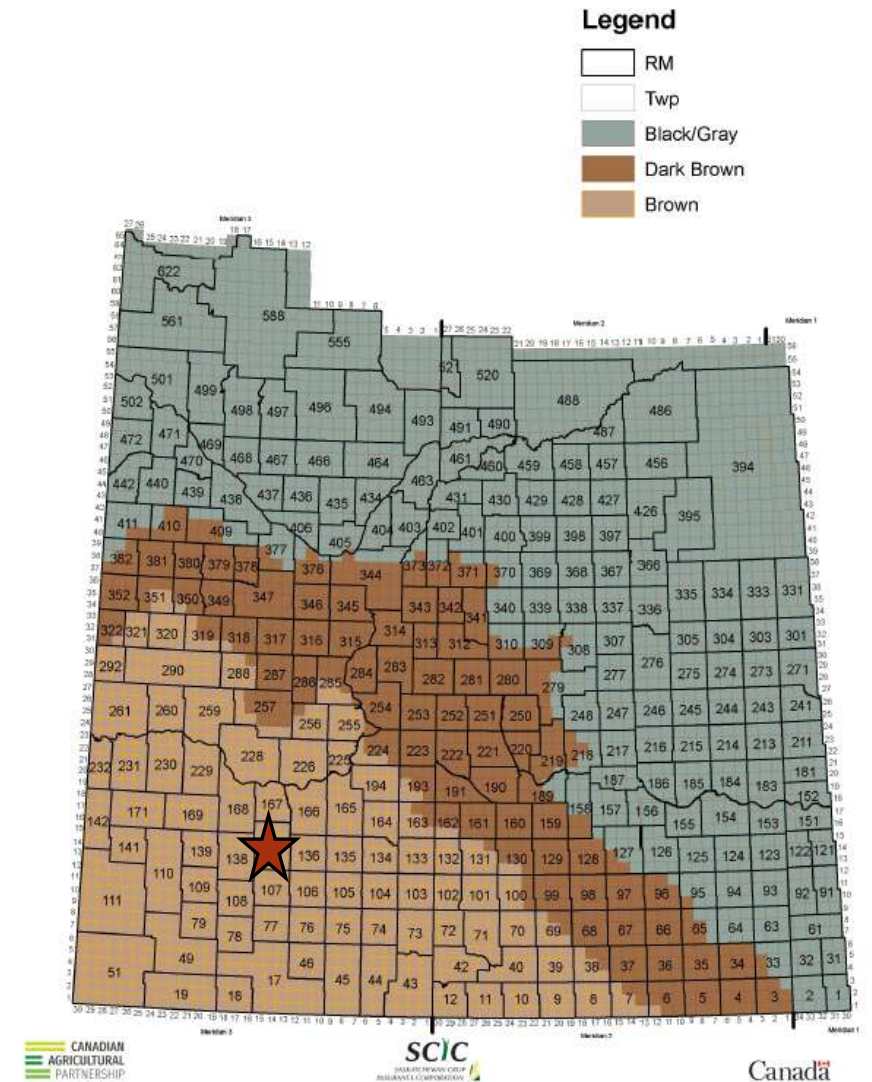 Legend
RM
Twp
Black/Gray
Dark Brown
Brown
Meridian 3
Meridian 2
Meridian 1
622
588
561
555
521 520
501 499
488
502 498 497 496 494 493 486
472 471 469 491 490 487
470 468 467 466 464 461 460 459 458 457 456 394
442 440 439 438 437 436 435 434 463 431 430 429 428 427 426 395
411 410 409 406 405 404 403 402 401 400 399 398 397
382 381 380 379 378 377 376 344 373 372 371 370 369 368 367 366
352 351 350 349 347 346 345 343 342 341 340 339 338 337 336 335 334 333 331
322 321 320 319 318 317 316 315 314 313 312 310 309 308 307 305 304 303 301
292 290 288 287 286 285 284 283 282 281 280 279 277 276 275 274 273 271
261 260 259 257 256 255 254 253 252 251 250 248 247 246 245 244 243 241
232 231 230 229 228 226 225 224 223 222 221 220 219 218 217 216 215 214 213 211
194 193 191 190 189 187 186 185 184 183 181
142 171 169 168 167 166 165 164 163 162 161 160 159 158 157 156 155 154 153 152 151
141 139 138 136 135 134 133 132 131 130 129 128 127 126 125 124 123 122 121
111 110 109 108 107 106 105 104 103 102 101 100 99 98 97 96 95 94 93 92 91
79 78 77 76 75 74 73 72 71 70 69 68 67 66 65 64 63 61
51 49 46 45 44 43 42 40 39 38 37 36 35 34 33 32 31
19 18 17 12 11 10 9 8 7 6 5 4 3 2 1
Meridian 3
Meridian 2
Meridian 1
CANADIAN
AGRICULTURAL
PARTNERSHIP
SCIC
SASKATCHEWAN CROP
INSURANCE CORPORATION
Canada